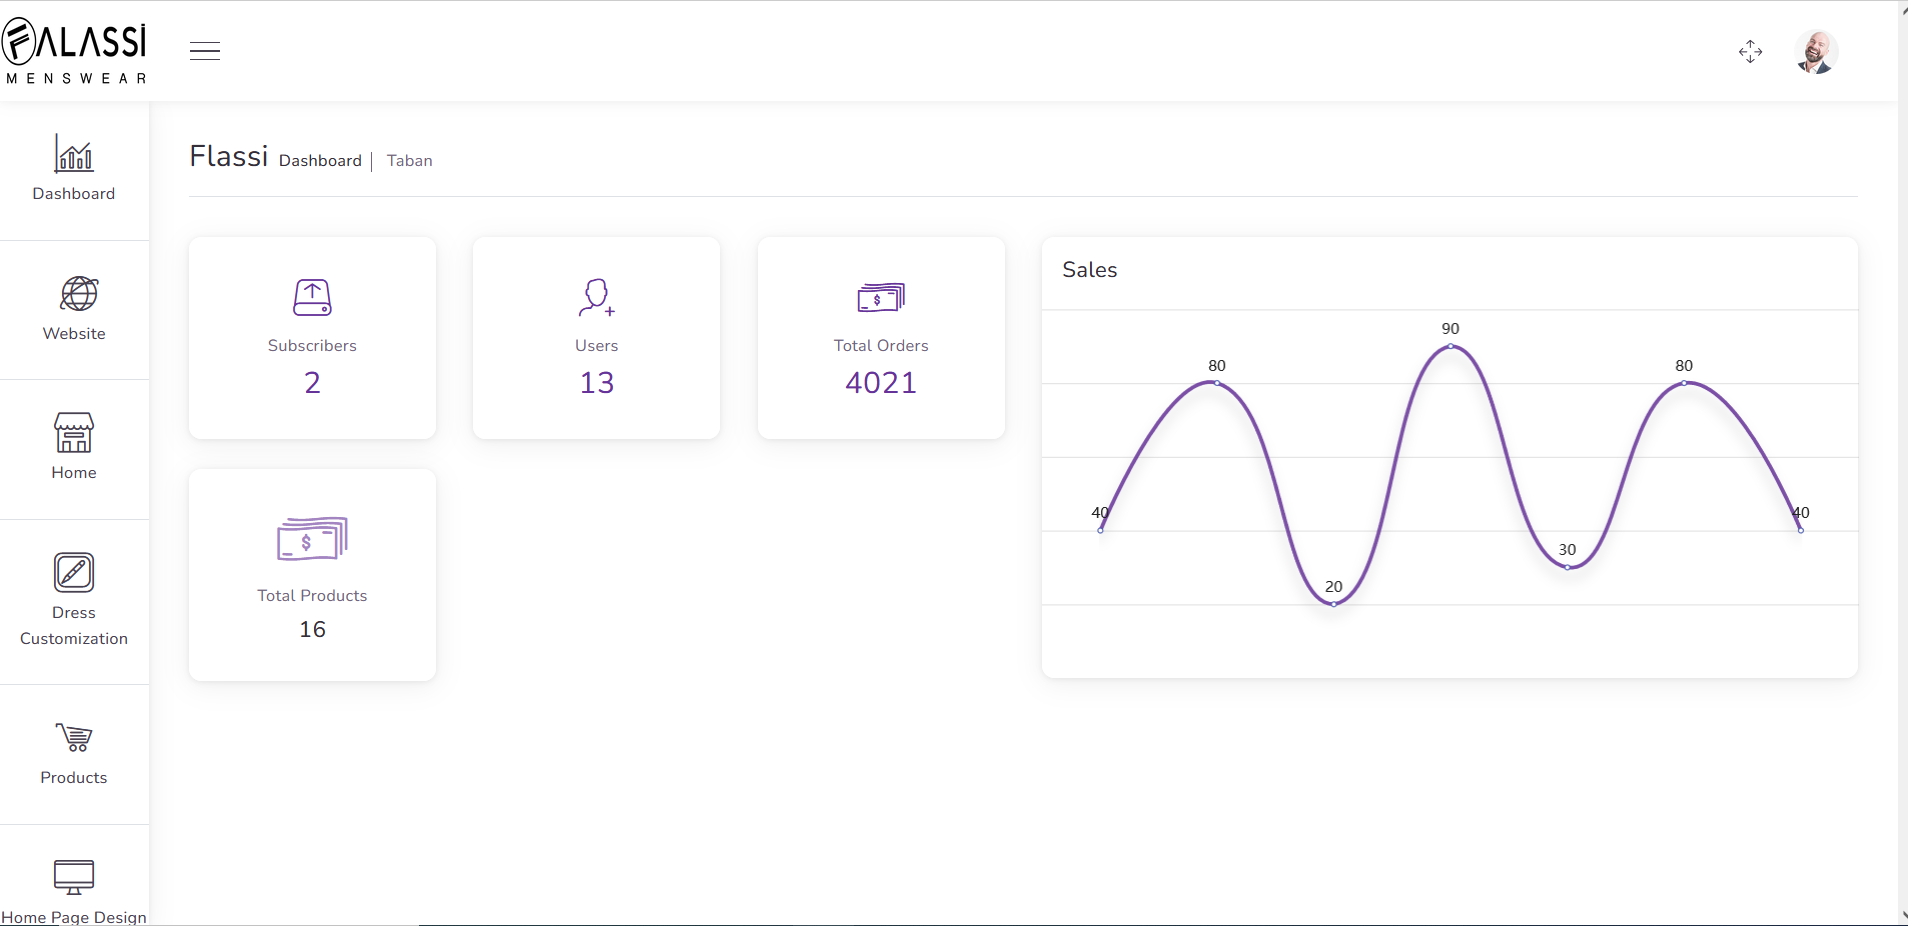 FALASSİ
MENSWEAR
Dashboard
Website
Home
Dress
Customization
Products
Home Page Design
Flassi Dashboard | Taban
Subscribers
2
Users
13
Total Orders
4021
Total Products
16
Sales
40
80
20
90
30
80
40